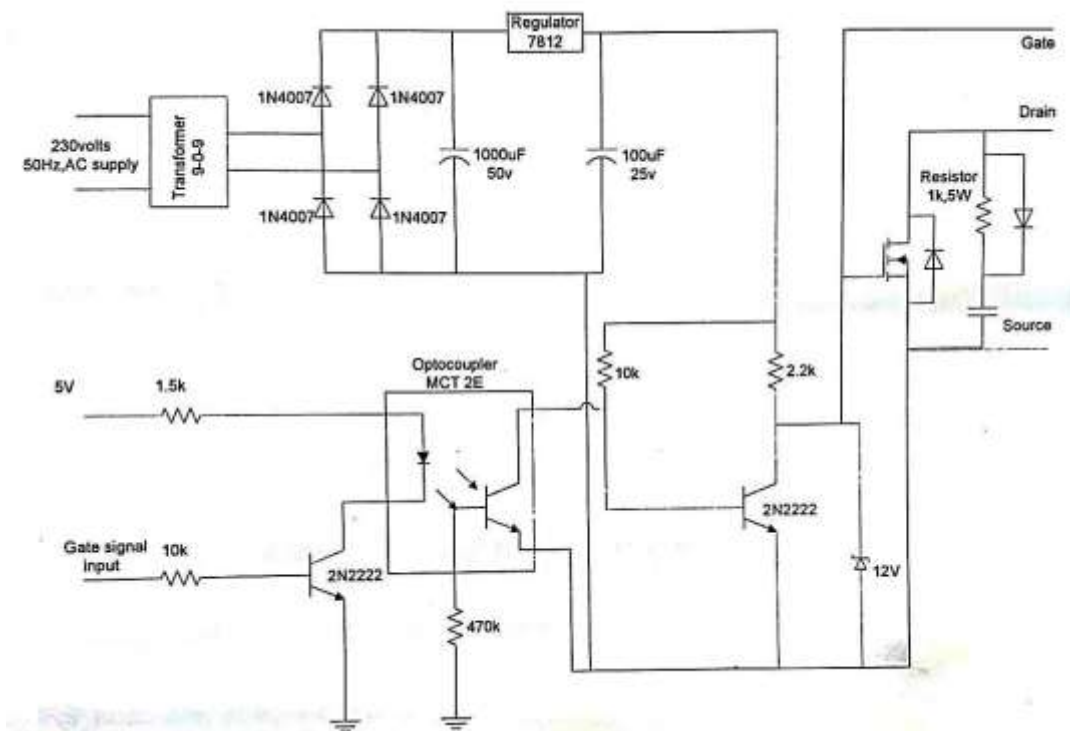 Regulator
7812
Gate
1N4007
1N4007
Drain
230volts
50Hz,AC supply
Transformer
9-0-9
1000uF
50v
100uF
25v
Resistor
1k,5W
1N4007
1N4007
Source
Optocoupler
MCT 2E
10k
2.2k
5V
1.5k
2N2222
Gate signal
input
10k
2N2222
12V
470k